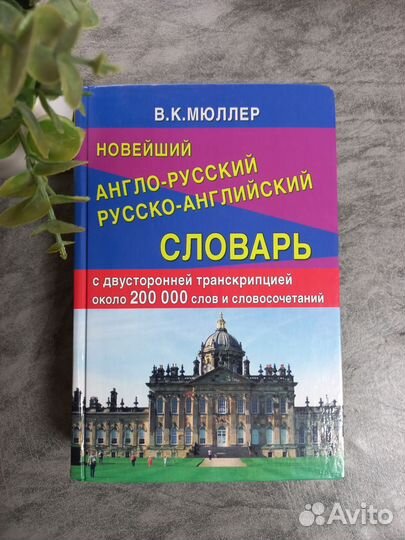 В.К.МЮЛЛЕР
НОВЕЙШИЙ
АНГЛО-РУССКИЙ
РУССКО-АНГЛИЙСКИЙ
СЛОВАРЬ
с двусторонней транскрипцией
около 200 000 слов и словосочетаний
Avito